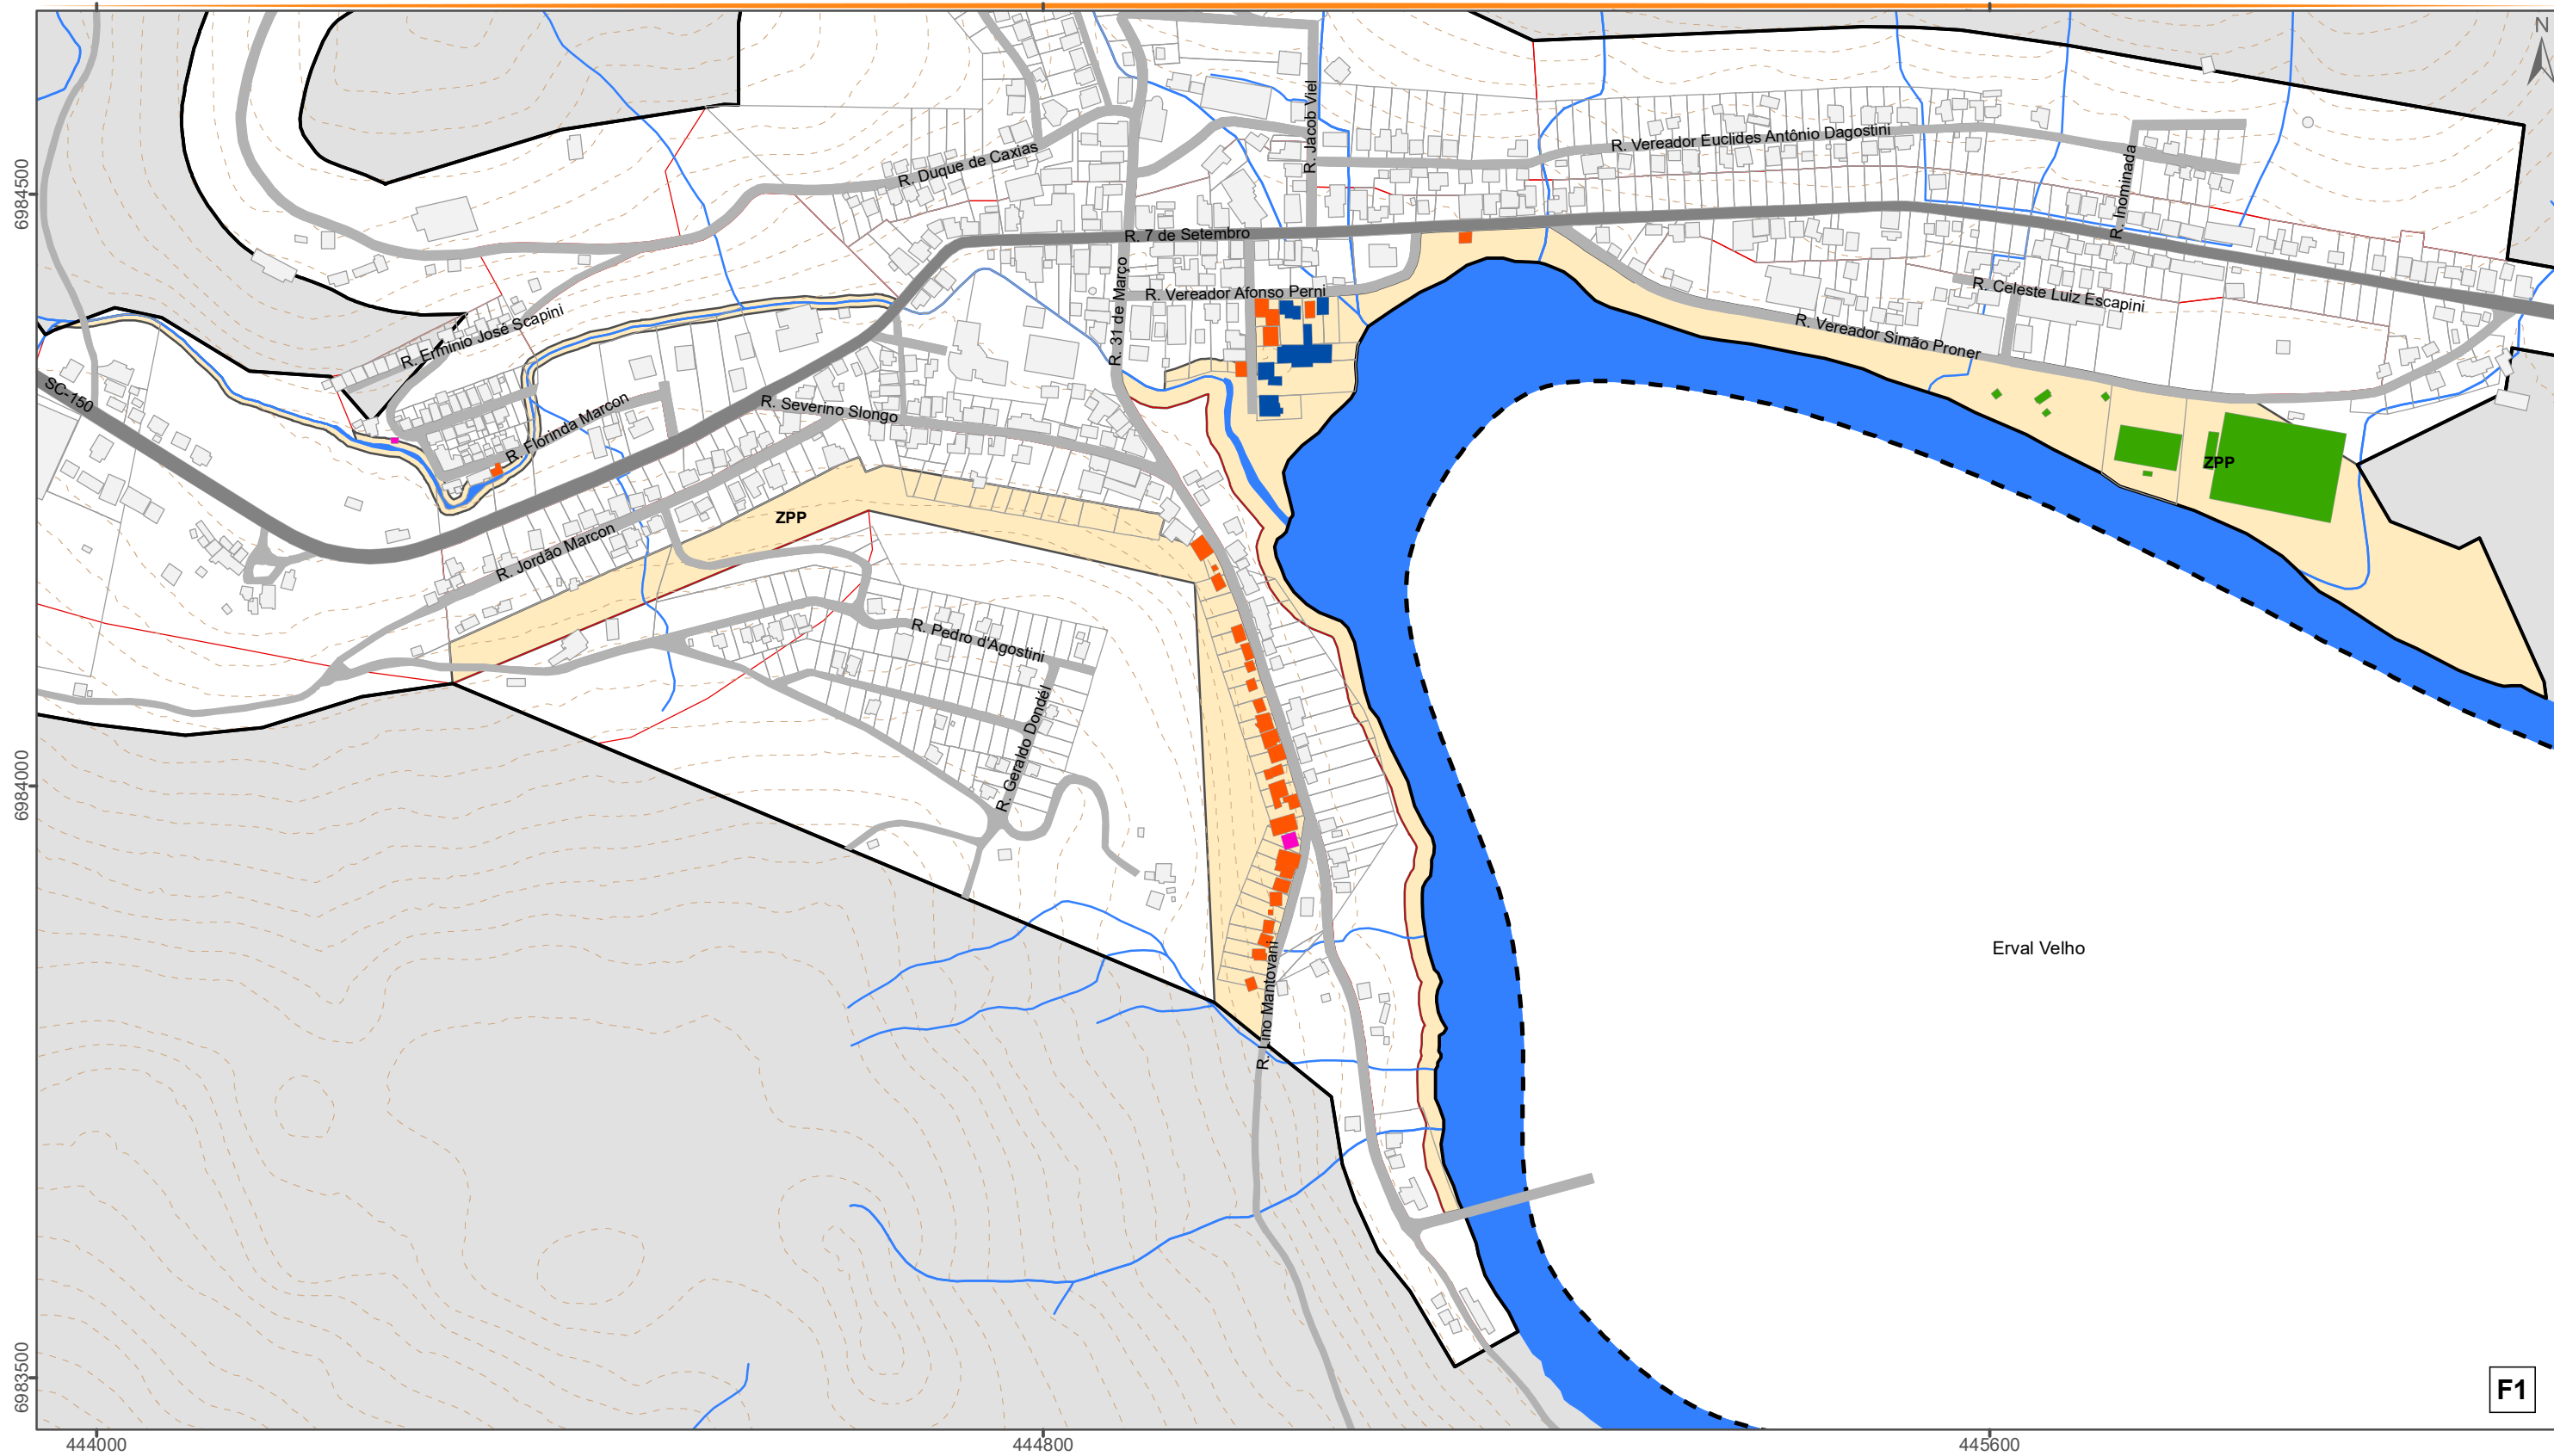 N
R. Jacob Viel
R. Vereador Euclides Antônio Dagostini
R. Duque de Caxias
R. Inominada
6984500
R. 7 de Setembro
R. 31 de Março
R. Vereador Afonso Perni
R. Celeste Luiz Escapini
R. Erminio José Scapini
R. Vereador Simão Proner
SC-150
R. Florinda Marcon
R. Severino Slongo
ZPP
ZPP
R. Jordão Marcon
R. Pedro d'Agostini
R. Geraldo Dondél
6984000
Erval Velho
R. Lino Mantovani
6983500
F1
444000
444800
445600